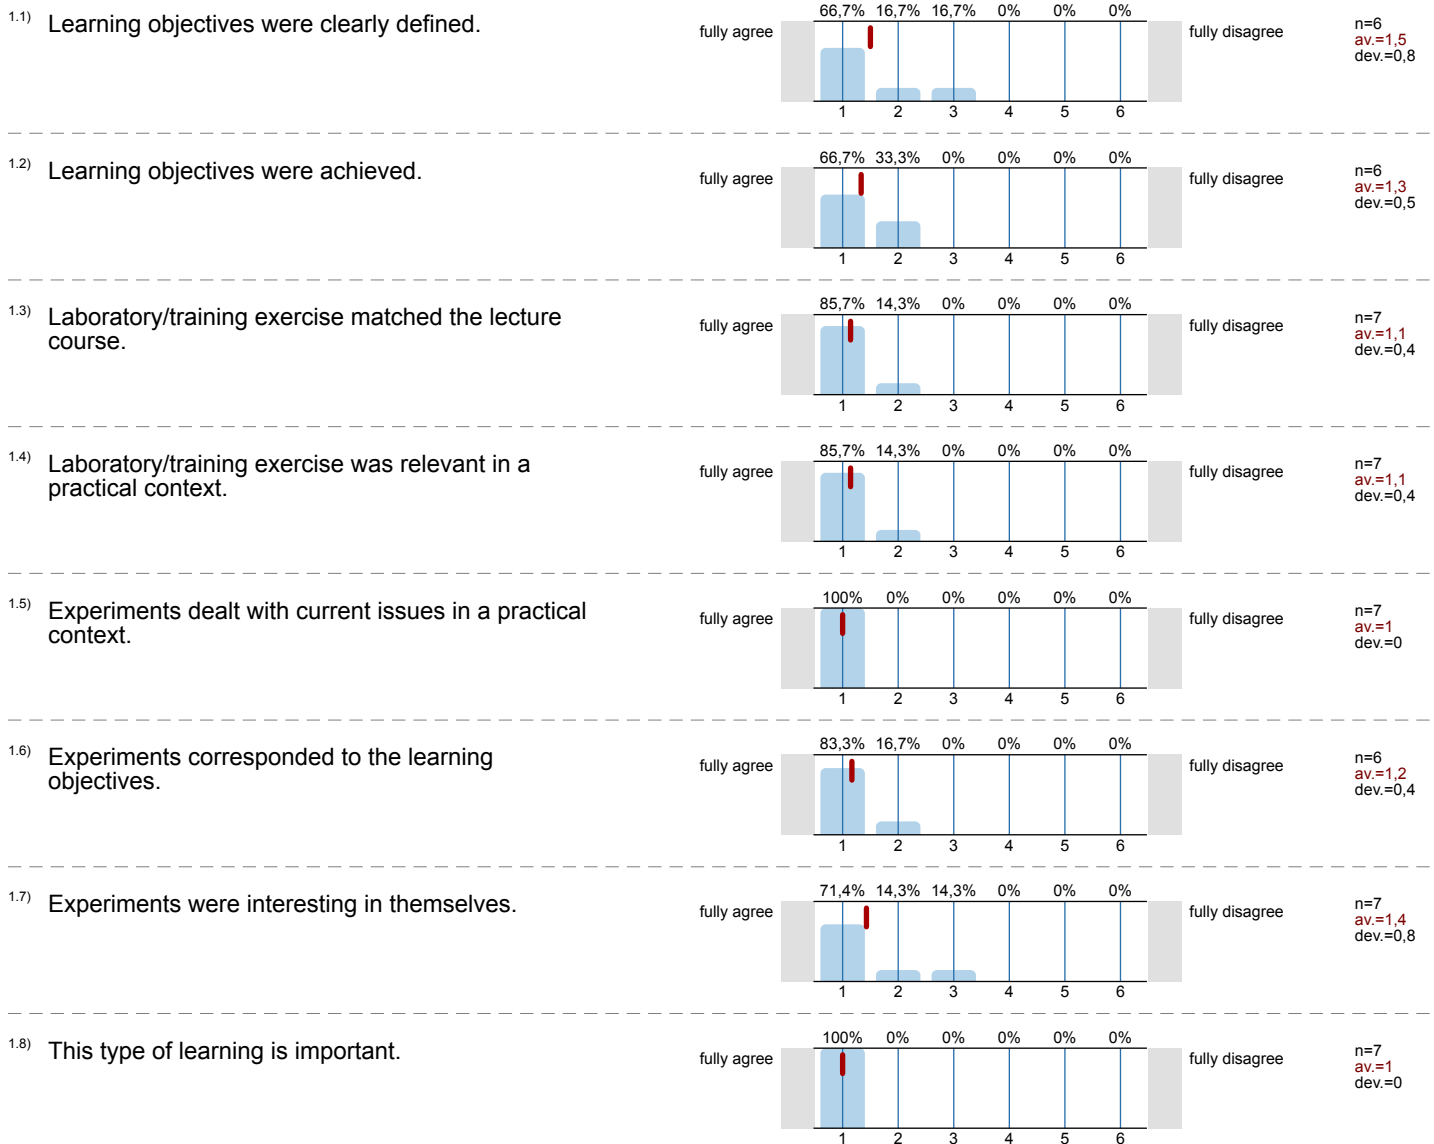 1.1) Learning objectives were clearly defined.
66,7% 16,7% 16,7% 0% 0% 0%
fully agree fully disagree
n=6
av.=1,5
dev.=0,8
1 2 3 4 5 6
1.2) Learning objectives were achieved.
66,7% 33,3% 0% 0% 0% 0%
fully agree fully disagree
n=6
av.=1,3
dev.=0,5
1 2 3 4 5 6
1.3) Laboratory/training exercise matched the lecture
course.
85,7% 14,3% 0% 0% 0% 0%
fully agree fully disagree
n=7
av.=1,1
dev.=0,4
1 2 3 4 5 6
1.4) Laboratory/training exercise was relevant in a
practical context.
85,7% 14,3% 0% 0% 0% 0%
fully agree fully disagree
n=7
av.=1,1
dev.=0,4
1 2 3 4 5 6
1.5) Experiments dealt with current issues in a practical
context.
100% 0% 0% 0% 0% 0%
fully agree fully disagree
n=7
av.=1
dev.=0
1 2 3 4 5 6
1.6) Experiments corresponded to the learning
objectives.
83,3% 16,7% 0% 0% 0% 0%
fully agree fully disagree
n=6
av.=1,2
dev.=0,4
1 2 3 4 5 6
1.7) Experiments were interesting in themselves.
71,4% 14,3% 14,3% 0% 0% 0%
fully agree fully disagree
n=7
av.=1,4
dev.=0,8
1 2 3 4 5 6
1.8) This type of learning is important.
100% 0% 0% 0% 0% 0%
fully agree fully disagree
n=7
av.=1
dev.=0
1 2 3 4 5 6